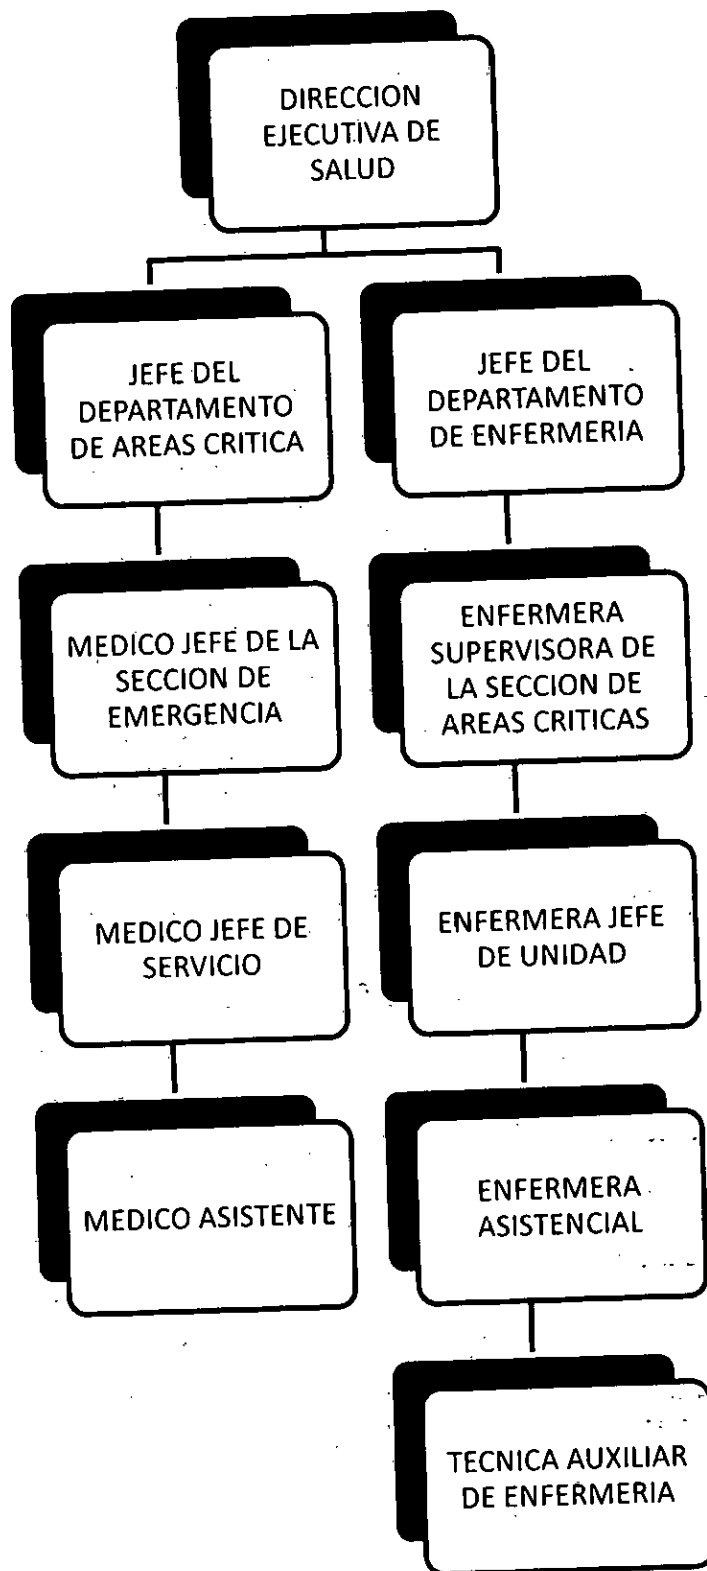 DIRECCION
EJECUTIVA DE
SALUD
JEFE DEL
DEPARTAMENTO
DE AREAS CRITICA
JEFE DEL
DEPARTAMENTO
DE ENFERMERIA
MEDICO JEFE DE LA
SECCION DE
EMERGENCIA
ENFERMERA
SUPERVISORA DE
LA SECCION DE
AREAS CRITICAS
MEDICO JEFE DE
SERVICIO
ENFERMERA JEFE
DE UNIDAD
MEDICO ASISTENTE
ENFERMERA
ASISTENCIAL
TECNICA AUXILIAR
DE ENFERMERIA